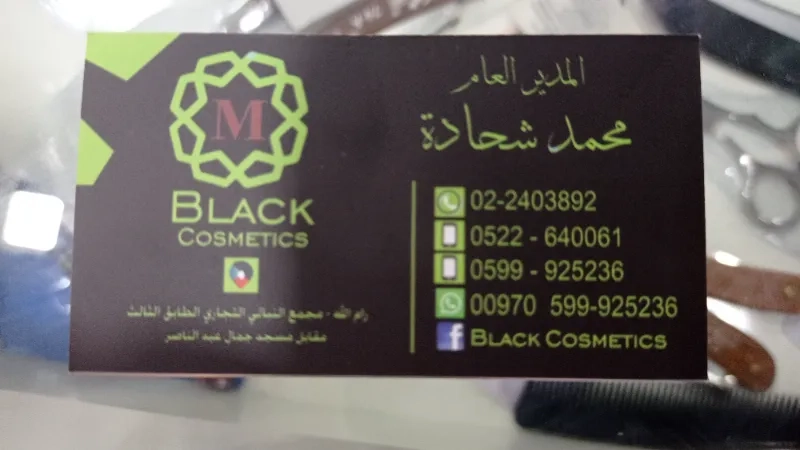 M
BLACK
COSMETICS
رام الله - مجمع النبالي التجاري الطابق الثالث
مقابل مسجد جمال عبد الناصر
المدير العام
محمد شحادة
02-2403892
0522 - 640061
0599 - 925236
00970 599-925236
f BLACK COSMETICS